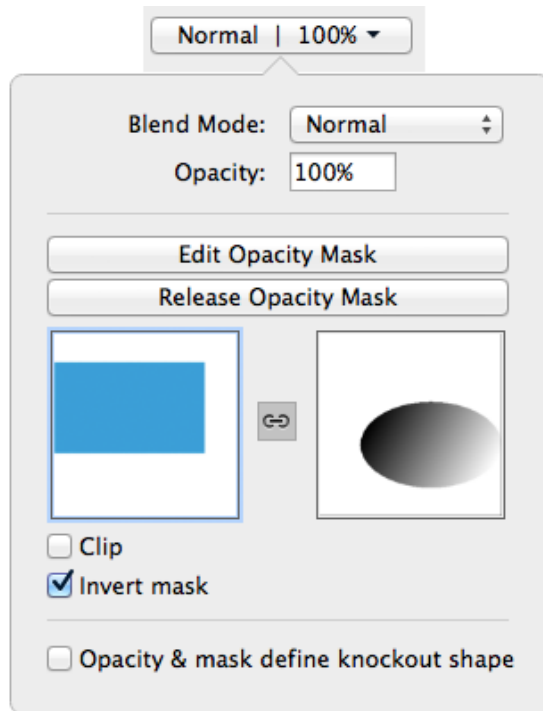 Normal | 100%
Blend Mode: Normal
Opacity: 100%
Edit Opacity Mask
Release Opacity Mask
Clip
Invert mask
Opacity & mask define knockout shape